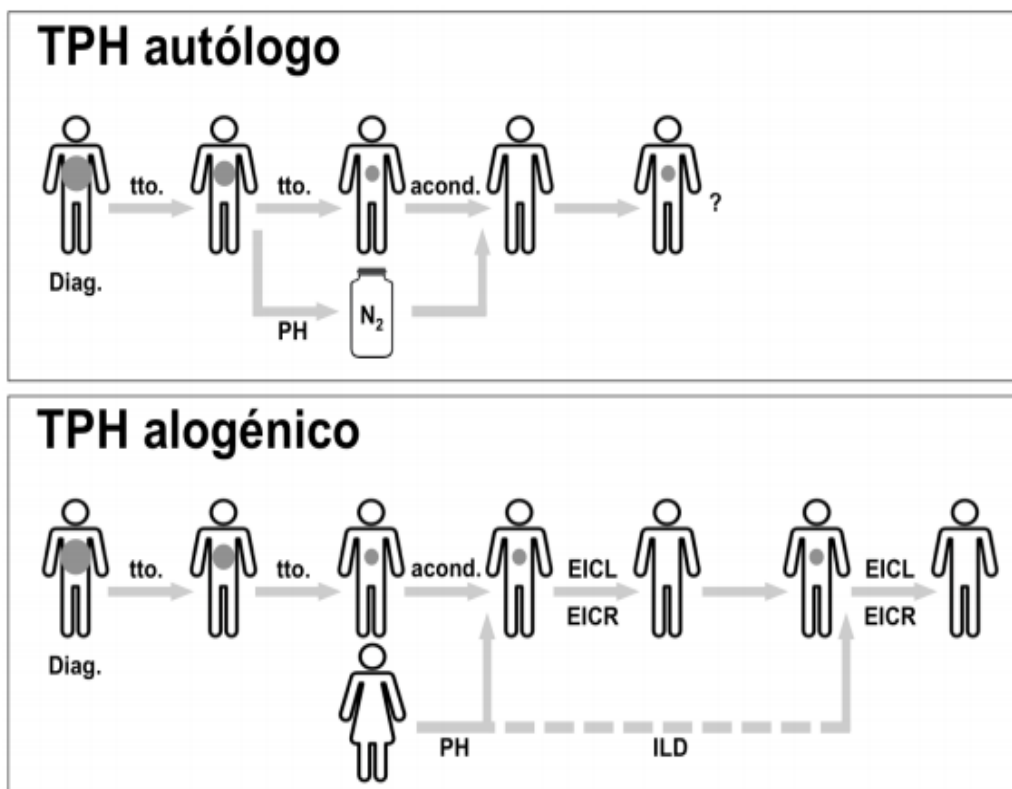 TPH autólogo
tto.
tto.
acond.
?
Diag.
PH
N₂
TPH alogénico
tto.
tto.
acond.
EICL
EICR
EICL
EICR
Diag.
PH
ILD